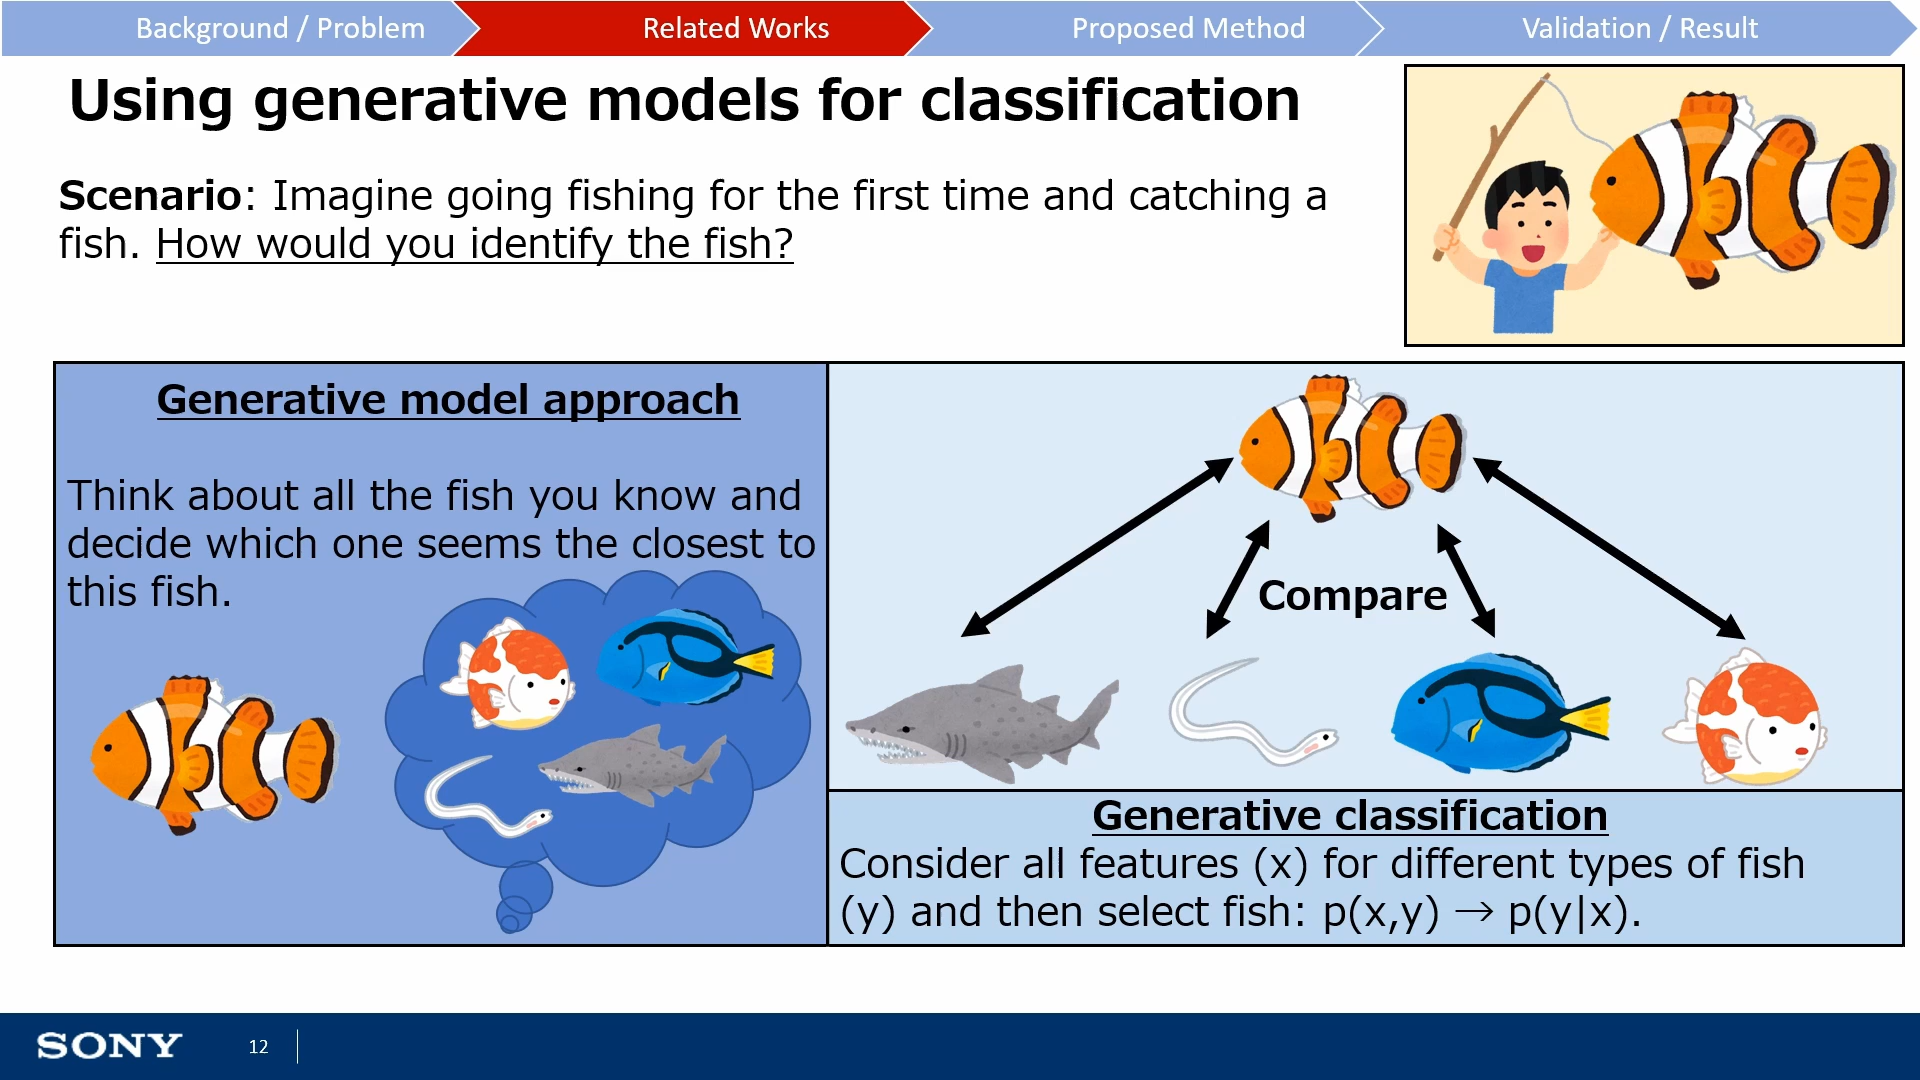 Background / Problem
Related Works
Proposed Method
Validation / Result
Using generative models for classification
Scenario: Imagine going fishing for the first time and catching a
fish. How would you identify the fish?
Generative model approach
Think about all the fish you know and
decide which one seems the closest to
this fish.
Compare
Generative classification
Consider all features (x) for different types of fish
(y) and then select fish: p(x,y) → p(y|x).
SONY
12